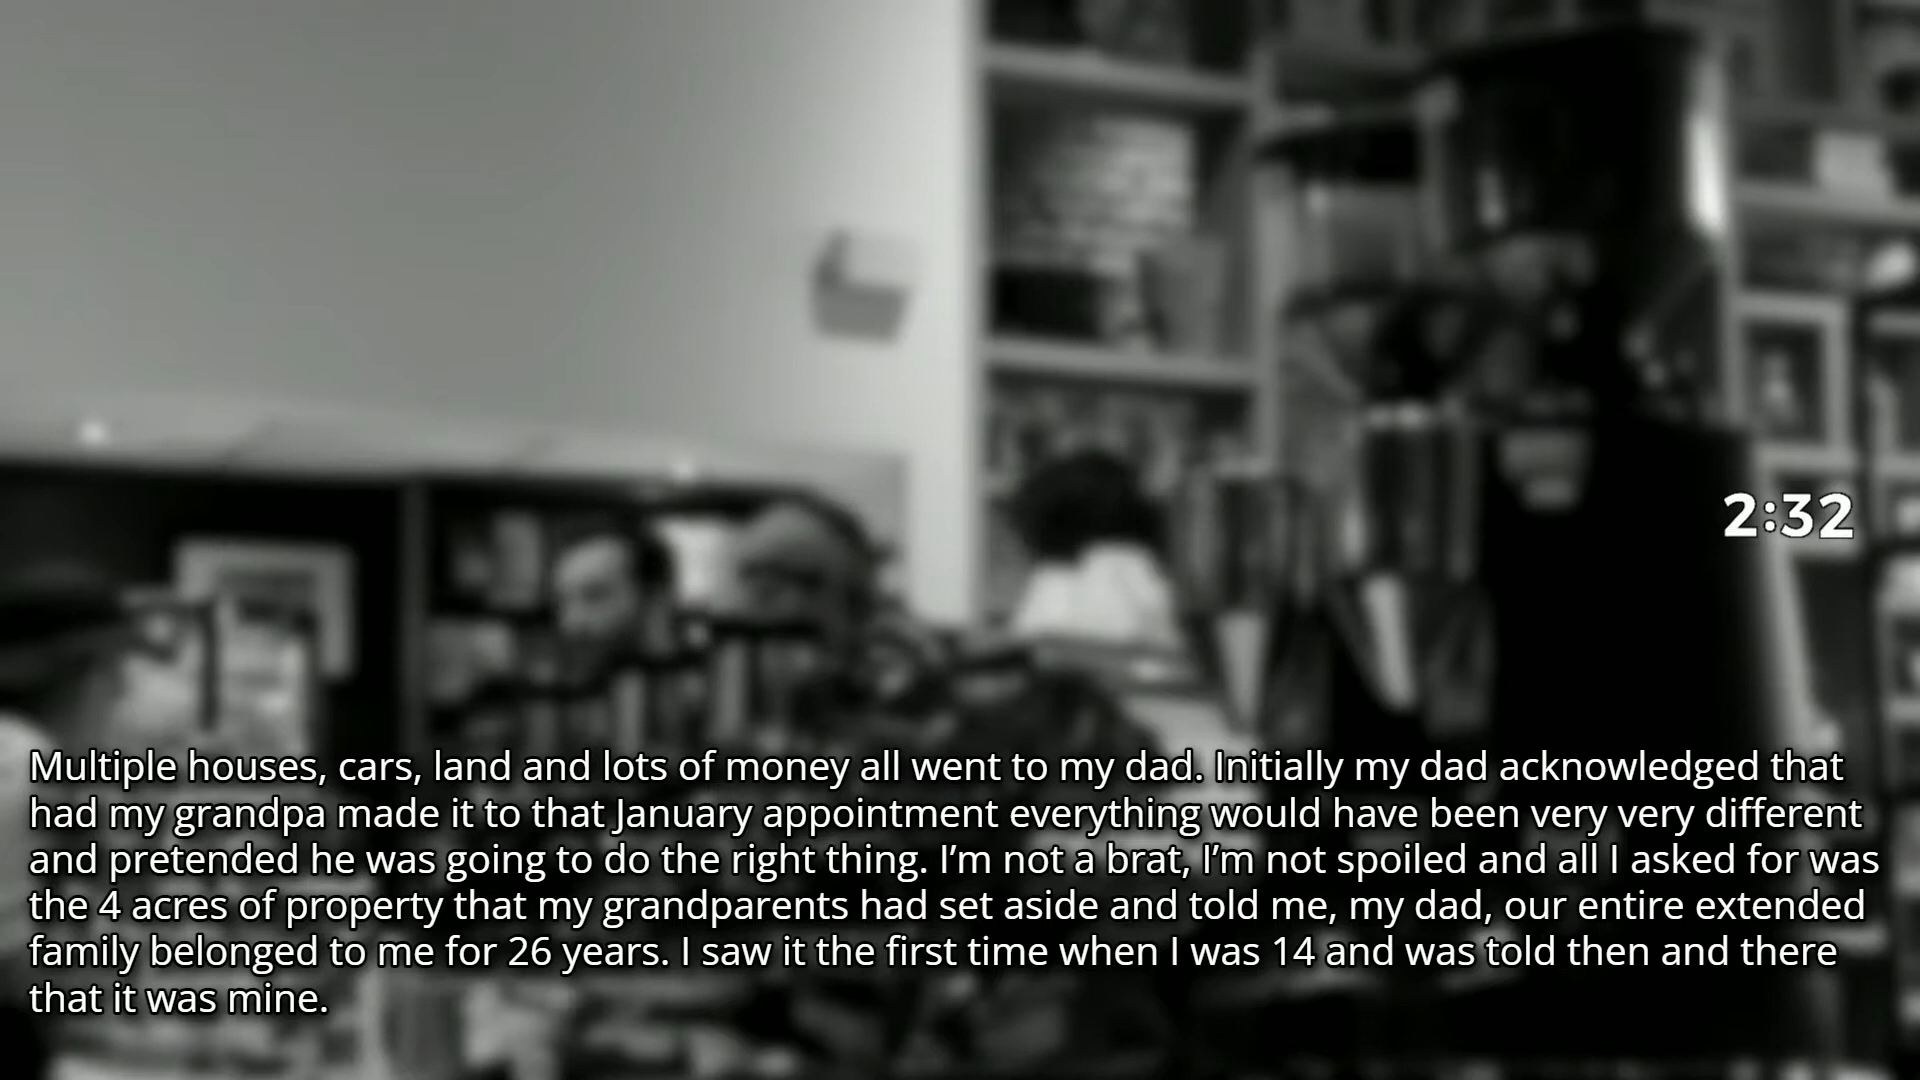 2:32
Multiple houses, cars, land and lots of money all went to my dad. Initially my dad acknowledged that
had my grandpa made it to that January appointment everything would have been very very different
and pretended he was going to do the right thing. I’m not a brat, I’m not spoiled and all I asked for was
the 4 acres of property that my grandparents had set aside and told me, my dad, our entire extended
family belonged to me for 26 years. I saw it the first time when I was 14 and was told then and there
that it was mine.